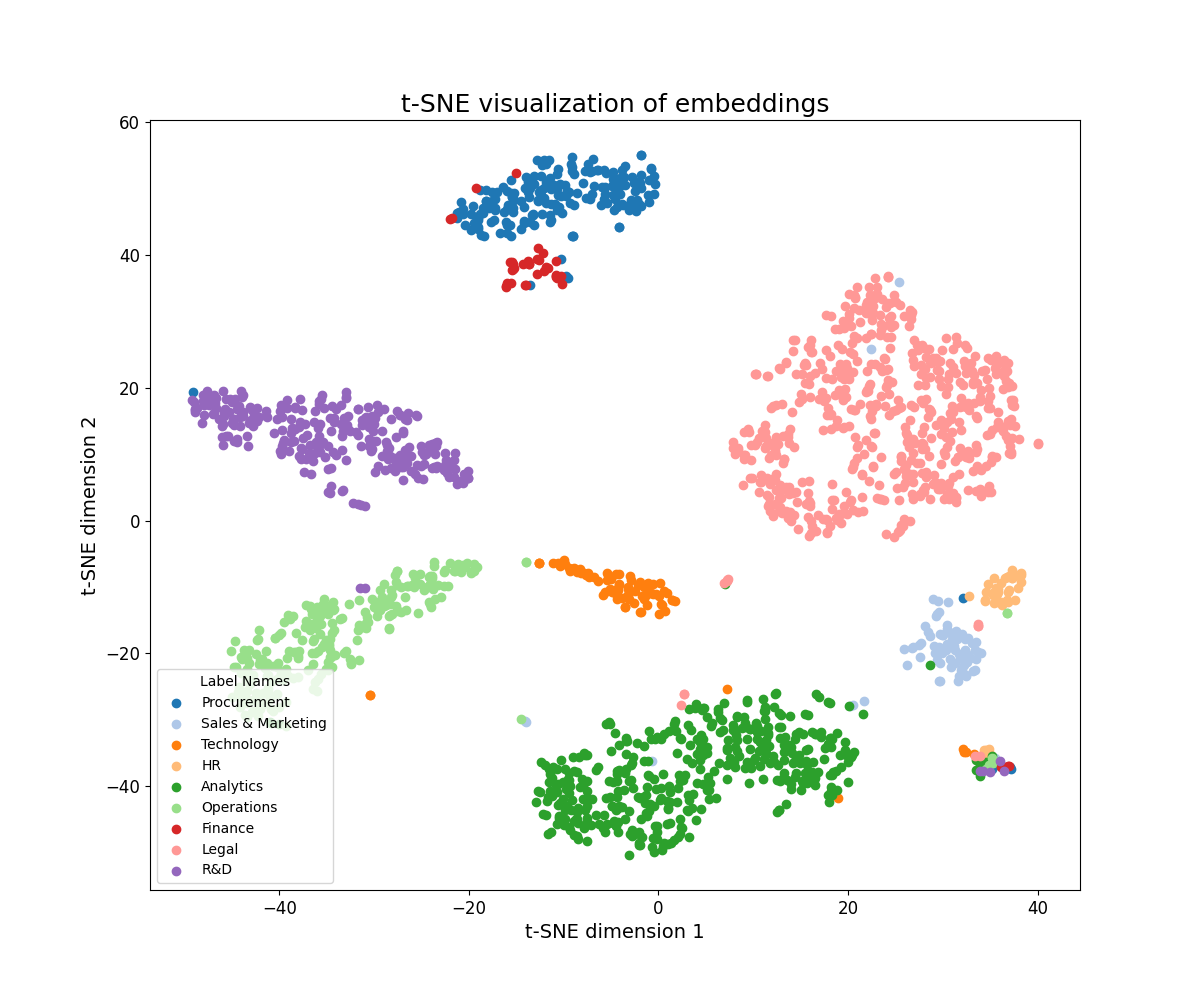 t-SNE visualization of embeddings
60
40
20
0
−20
−40
t-SNE dimension 2
Label Names
Procurement
Sales & Marketing
Technology
HR
Analytics
Operations
Finance
Legal
R&D
−40
−20
0
20
40
t-SNE dimension 1